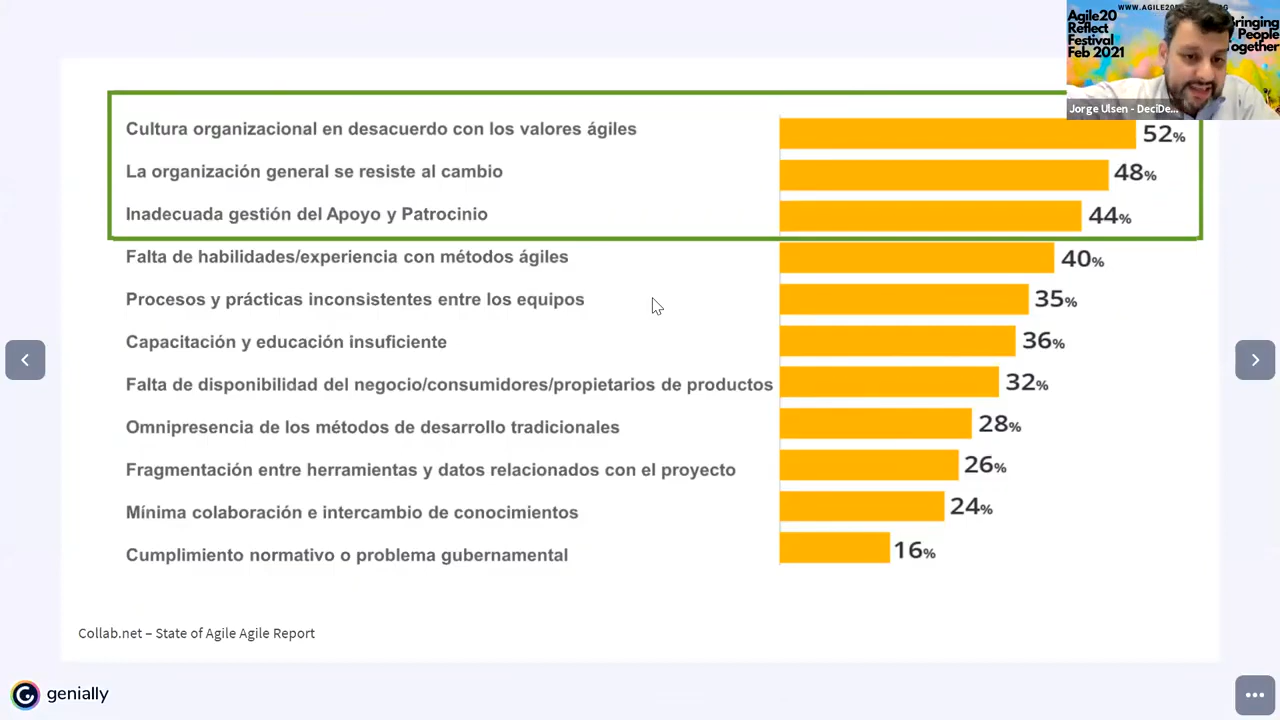 WWW.AGILE20
Agile20
Reflect
Festival
Feb 2021
Bringing
People
Together
Jorge Ulsen - DeciDe...
Cultura organizacional en desacuerdo con los valores ágiles 52%
La organización general se resiste al cambio 48%
Inadecuada gestión del Apoyo y Patrocinio 44%
Falta de habilidades/experiencia con métodos ágiles 40%
Procesos y prácticas inconsistentes entre los equipos 35%
Capacitación y educación insuficiente 36%
Falta de disponibilidad del negocio/consumidores/propietarios de productos 32%
Omnipresencia de los métodos de desarrollo tradicionales 28%
Fragmentación entre herramientas y datos relacionados con el proyecto 26%
Mínima colaboración e intercambio de conocimientos 24%
Cumplimiento normativo o problema gubernamental 16%
Collab.net – State of Agile Agile Report
genially